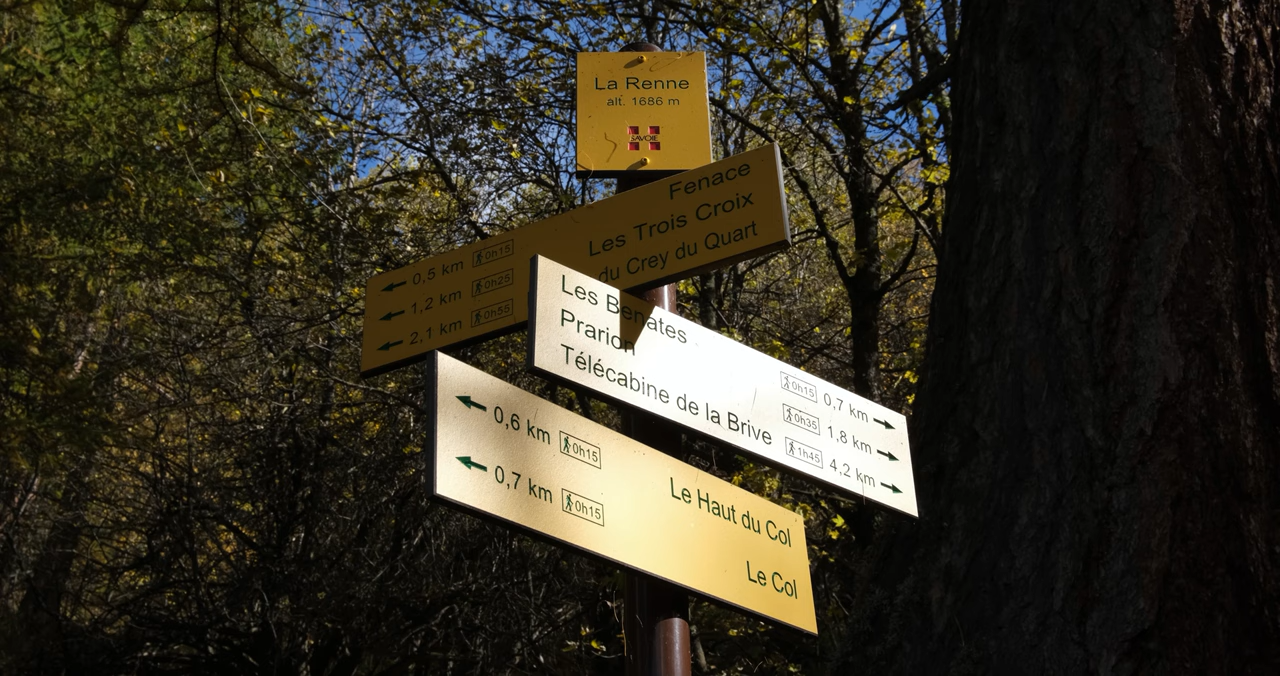 La Renne
alt. 1686 m
SAVOIE
Fenace
Les Trois Croix
du Crey du Quart
0,5 km 0h15
1,2 km 0h25
2,1 km 0h55
Les Benates
Prarion
Télécabine de la Brive
0h15 0,7 km
0h35 1,8 km
1h45 4,2 km
0,6 km 0h15
0,7 km 0h15
Le Haut du Col
Le Col